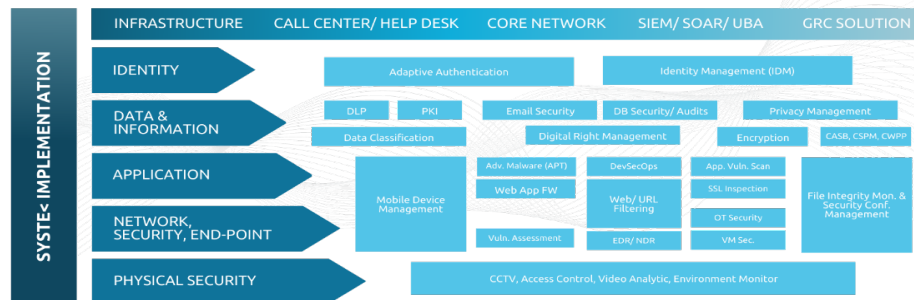 SYSTE< IMPLEMENTATION
INFRASTRUCTURE
CALL CENTER/ HELP DESK
CORE NETWORK
SIEM/ SOAR/ UBA
GRC SOLUTION
IDENTITY
Adaptive Authentication
Identity Management (IDM)
DATA &
INFORMATION
DLP
PKI
Email Security
DB Security/ Audits
Privacy Management
Data Classification
Digital Right Management
Encryption
CASB, CSPM, CWPP
APPLICATION
Mobile Device
Management
Adv. Malware (APT)
DevSecOps
App. Vuln. Scan
Web App FW
Web/ URL
Filtering
SSL Inspection
File Integrity Mon. &
Security Conf.
Management
NETWORK,
SECURITY, END-POINT
OT Security
Vuln. Assessment
EDR/ NDR
VM Sec.
PHYSICAL SECURITY
CCTV, Access Control, Video Analytic, Environment Monitor